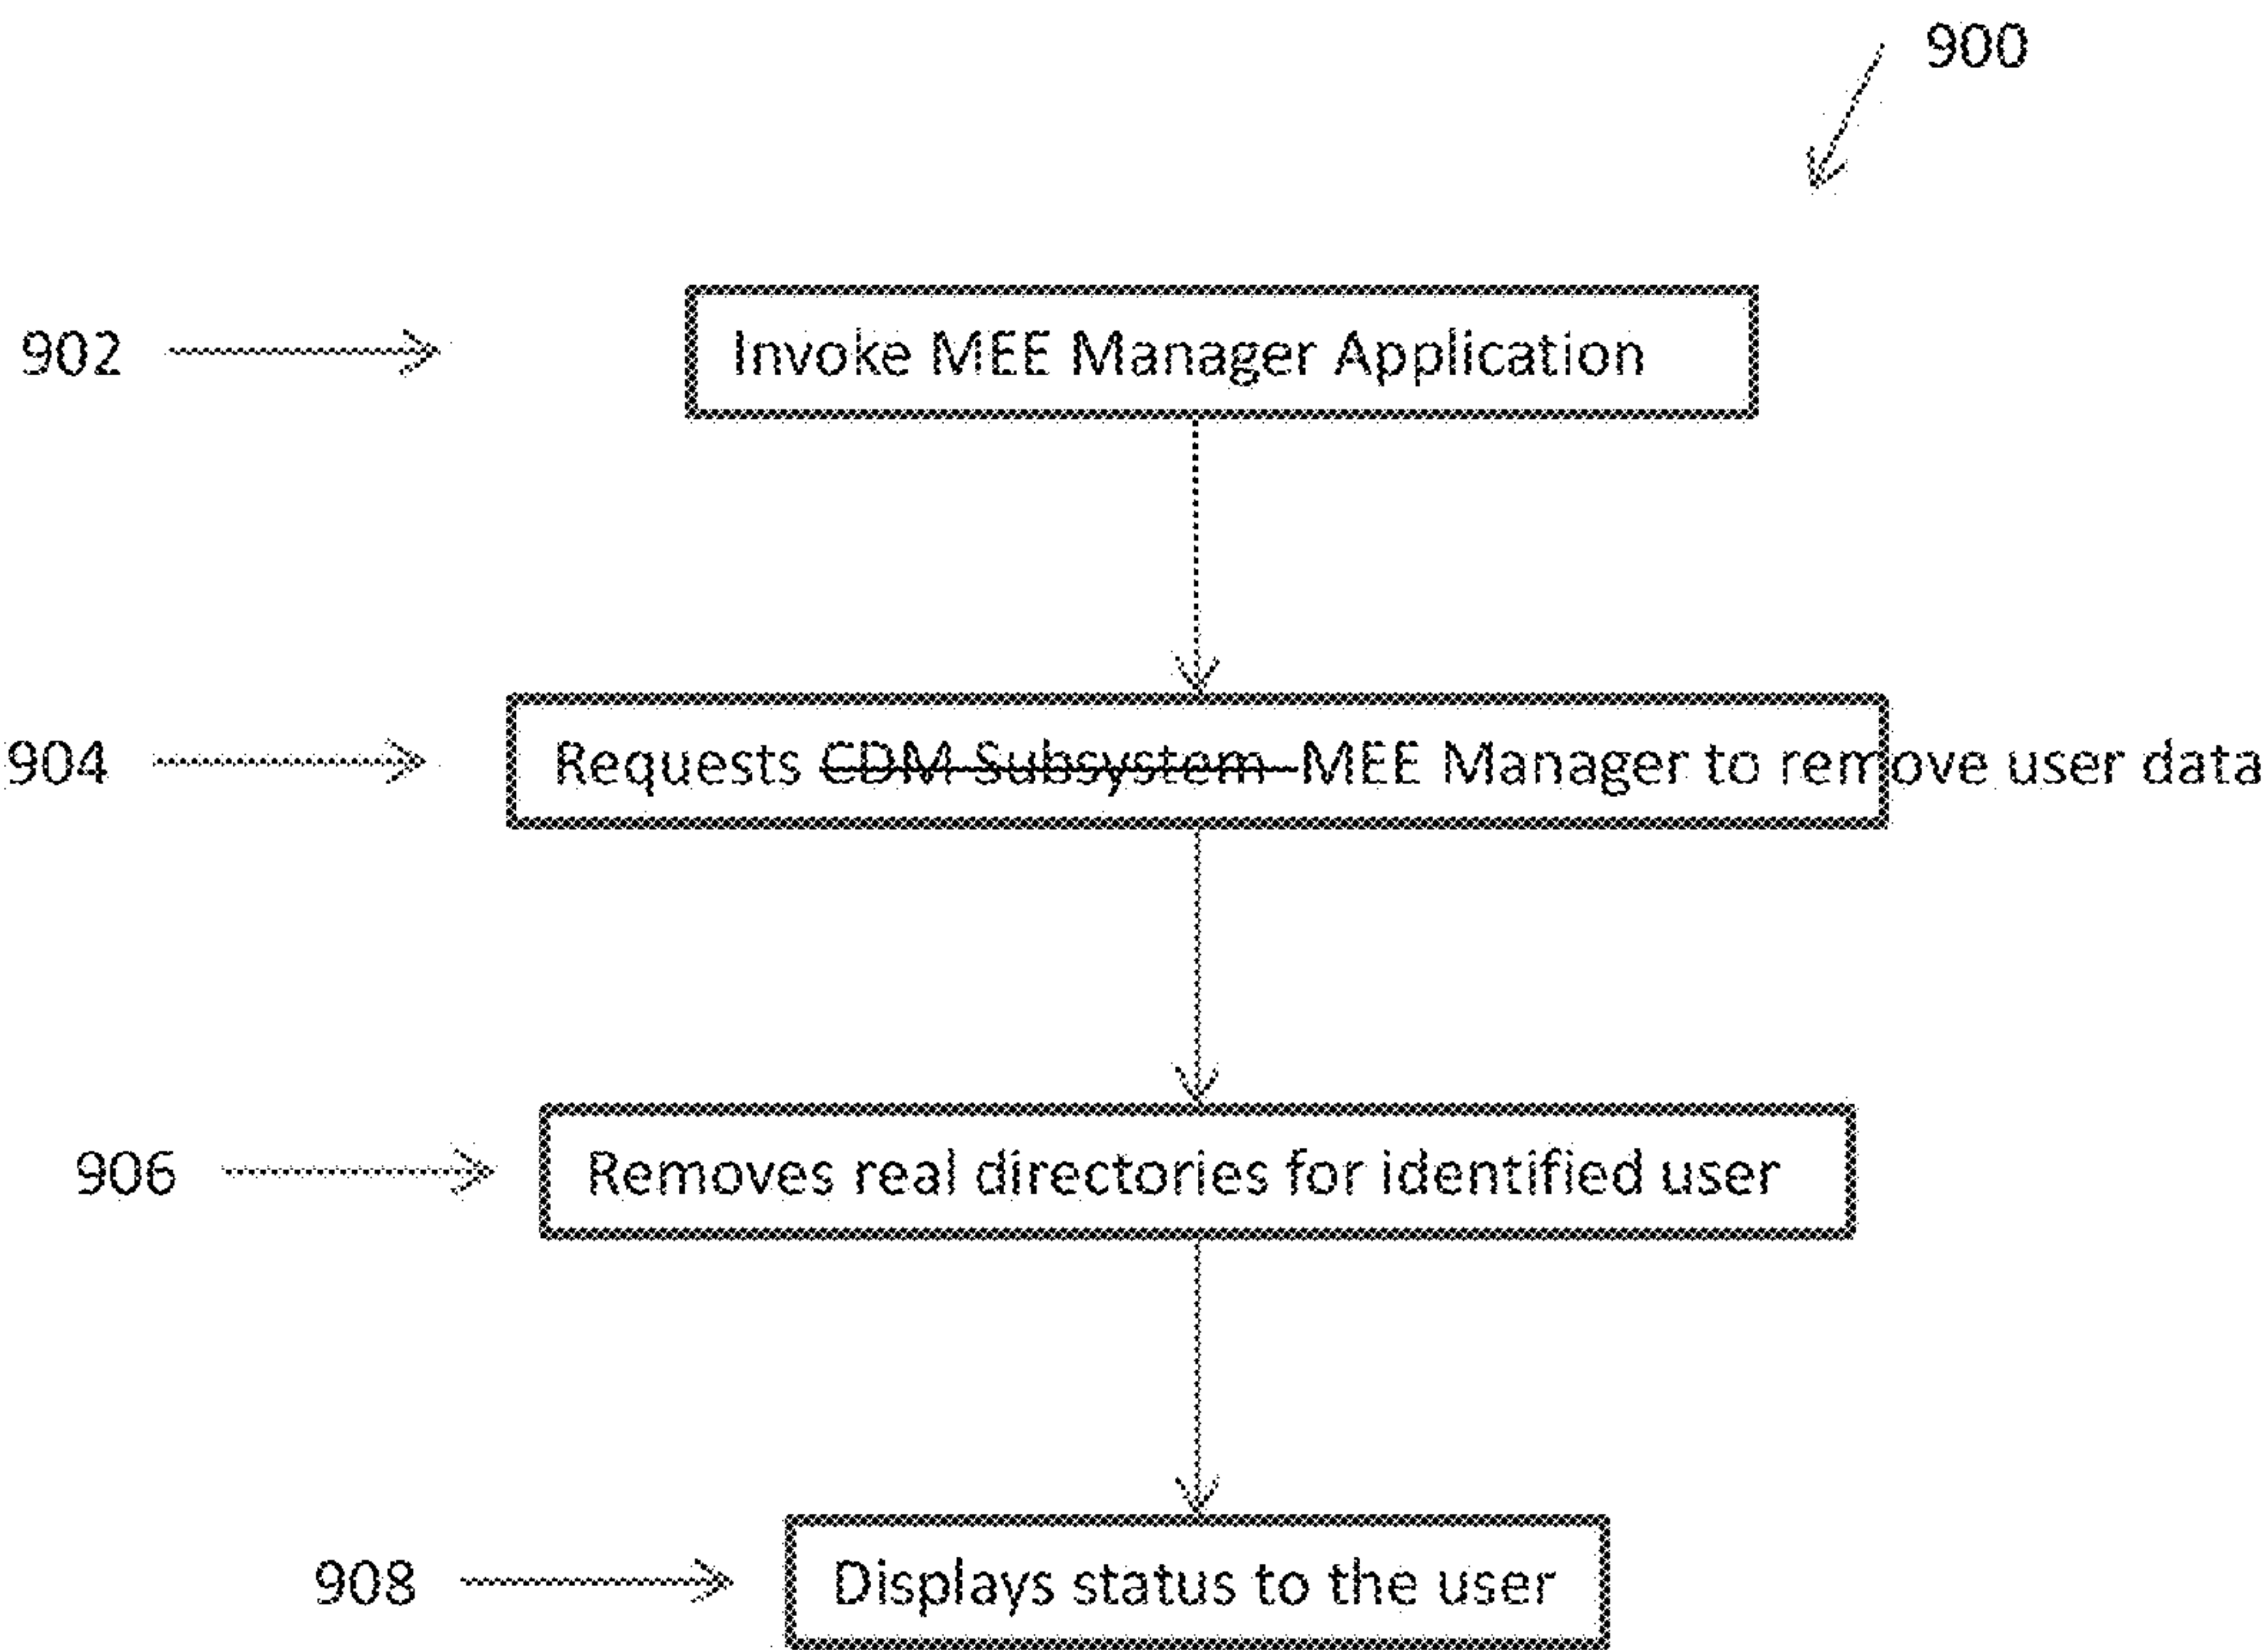 900
902 Invoke MEE Manager Application
904 Requests CDM Subsystem MEE Manager to remove user data
906 Removes real directories for identified user
908 Displays status to the user